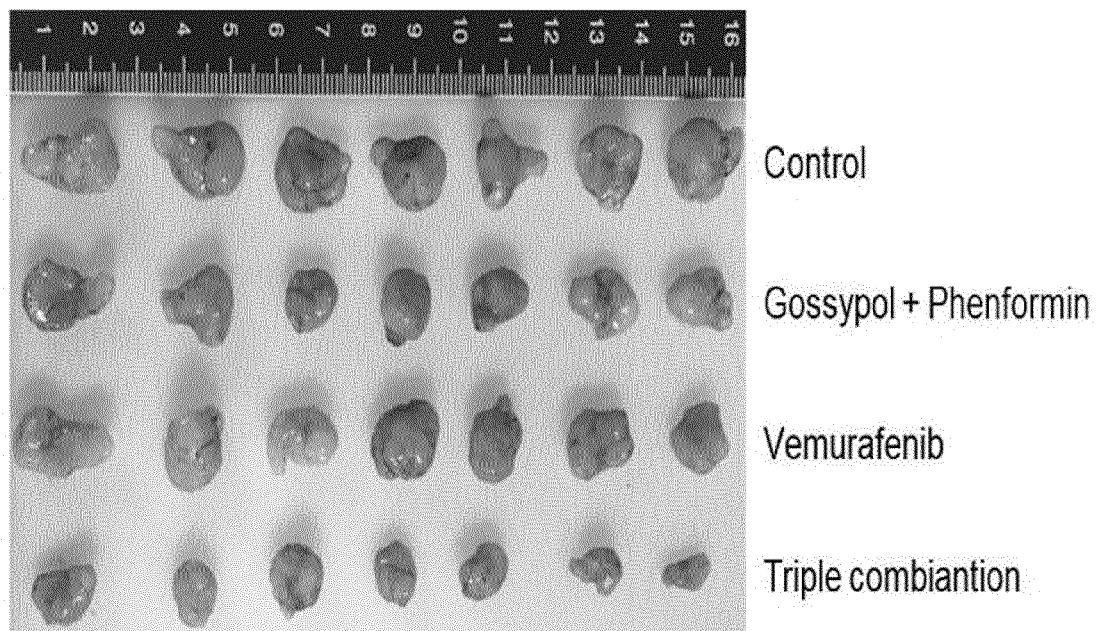 1 2 3 4 5 6 7 8 9 10 11 12 13 14 15 16
Control
Gossypol + Phenformin
Vemurafenib
Triple combiantion